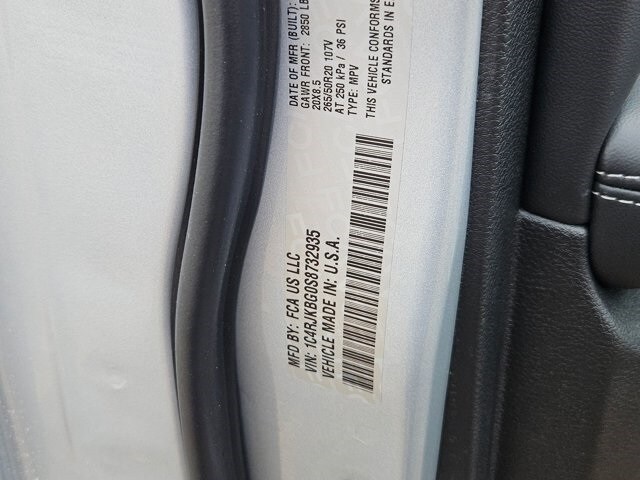 MFD BY: FCA US LLC
VIN: 1C4RJKBG0S8732935
VEHICLE MADE IN: U.S.A.
DATE OF MFR (BUILT):
GAWR FRONT: 2850 LB
20X8.5
265/50R20 107V
AT 250 kPa / 36 PSI
TYPE: MPV
THIS VEHICLE CONFORMS
STANDARDS IN E